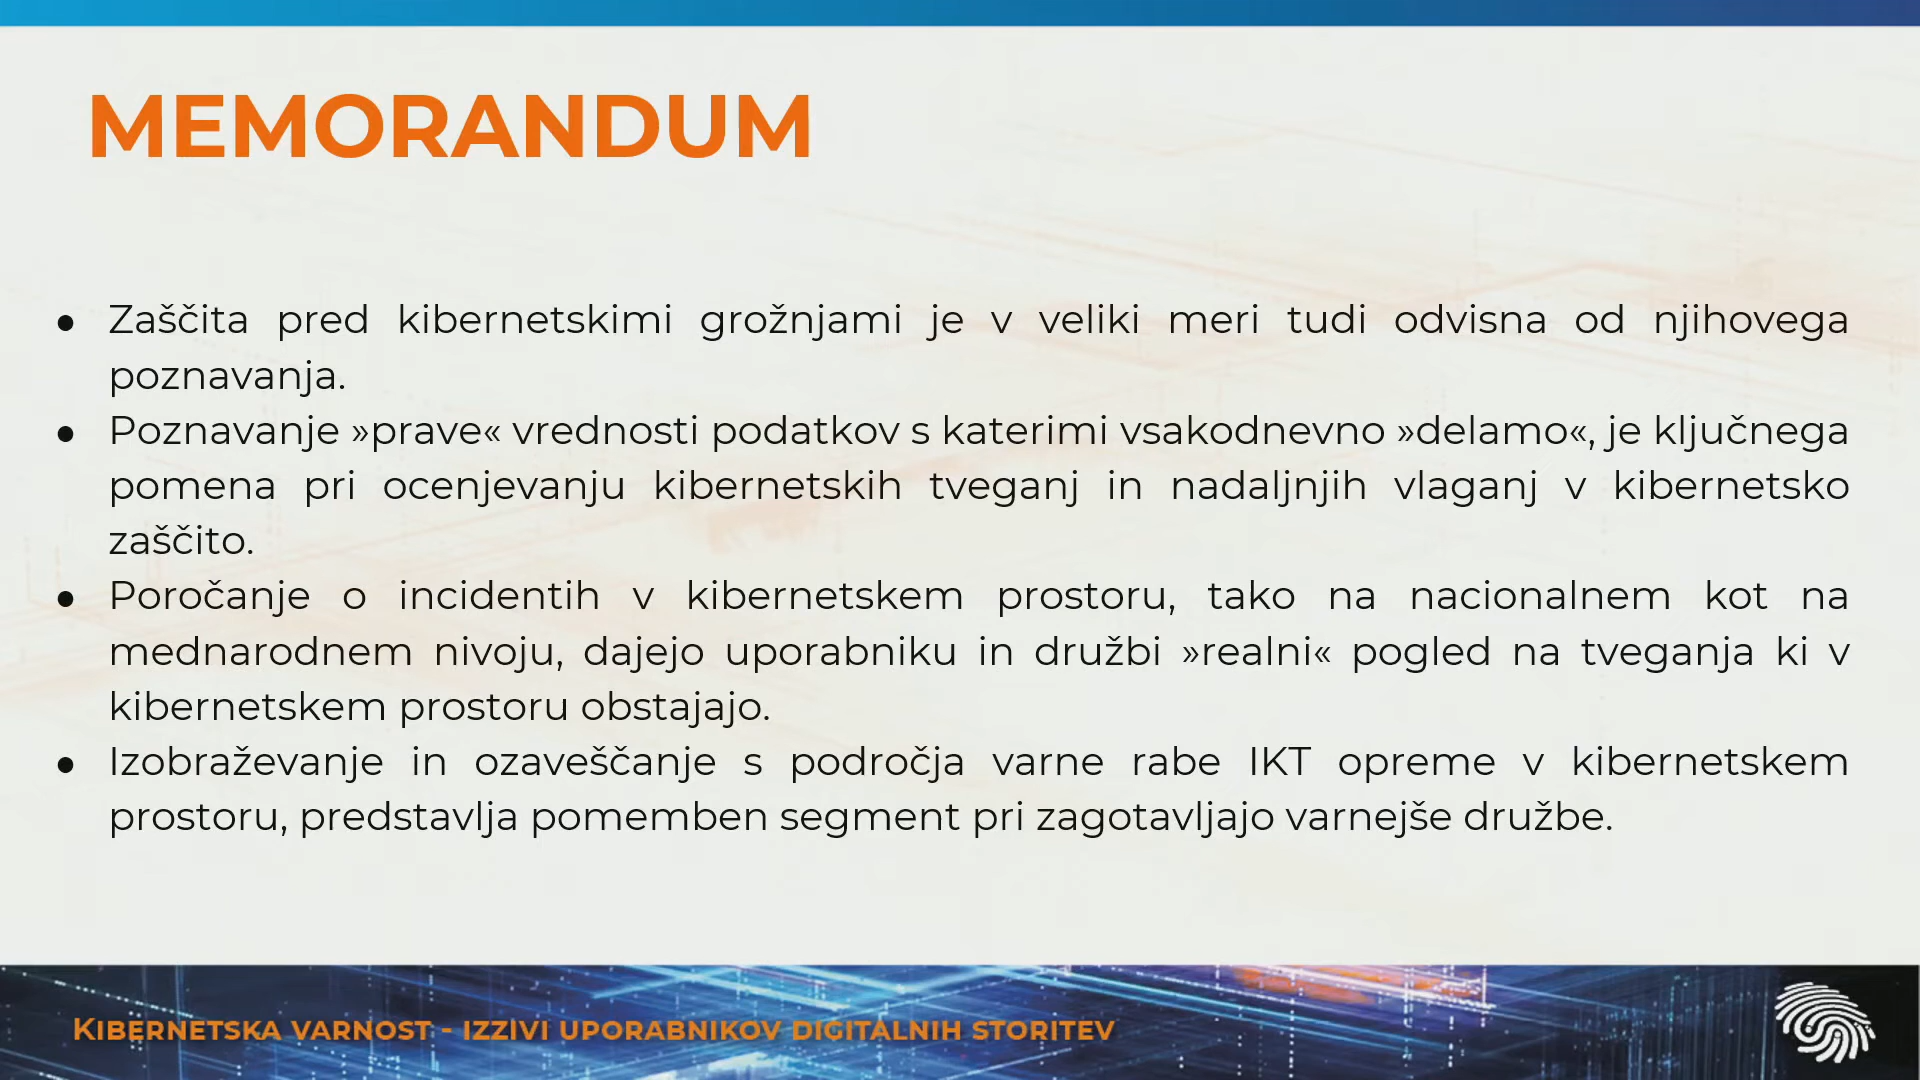 MEMORANDUM
● Zaščita pred kibernetskimi grožnjami je v veliki meri tudi odvisna od njihovega
poznavanja.
● Poznavanje »prave« vrednosti podatkov s katerimi vsakodnevno »delamo«, je ključnega
pomena pri ocenjevanju kibernetskih tveganj in nadaljnjih vlaganj v kibernetsko
zaščito.
● Poročanje o incidentih v kibernetskem prostoru, tako na nacionalnem kot na
mednarodnem nivoju, dajejo uporabniku in družbi »realni« pogled na tveganja ki v
kibernetskem prostoru obstajajo.
● Izobraževanje in ozaveščanje s področja varne rabe IKT opreme v kibernetskem
prostoru, predstavlja pomemben segment pri zagotavljajo varnejše družbe.
KIBERNETSKA VARNOST - IZZIVI UPORABNIKOV DIGITALNIH STORITEV